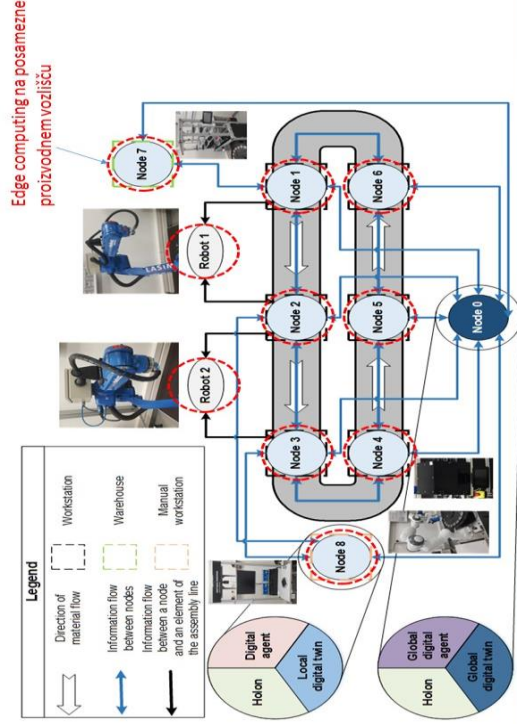 Edge computing na posamezne
proizvodnem vozlišču
Legend
Direction of
material flow
Information flow
between nodes
Information flow
between a node
and an element of
the assembly line
Workstation
Warehouse
Manual
workstation
Robot 2
Robot 1
Node 7
Node 3
Node 2
Node 1
Node 8
Node 4
Node 5
Node 6
Node 0
Holon
Digital
agent
Local
digital twin
Holon
Global
digital agent
Global
digital twin